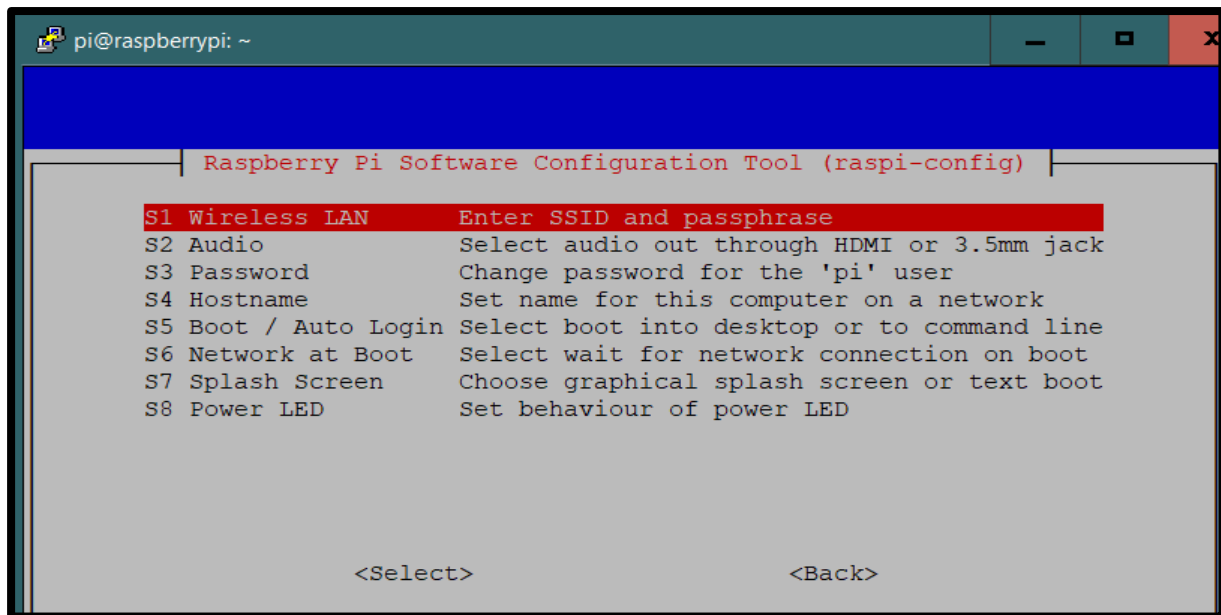 pi@raspberrypi: ~
Raspberry Pi Software Configuration Tool (raspi-config)
S1 Wireless LAN Enter SSID and passphrase
S2 Audio Select audio out through HDMI or 3.5mm jack
S3 Password Change password for the 'pi' user
S4 Hostname Set name for this computer on a network
S5 Boot / Auto Login Select boot into desktop or to command line
S6 Network at Boot Select wait for network connection on boot
S7 Splash Screen Choose graphical splash screen or text boot
S8 Power LED Set behaviour of power LED
<Select> <Back>